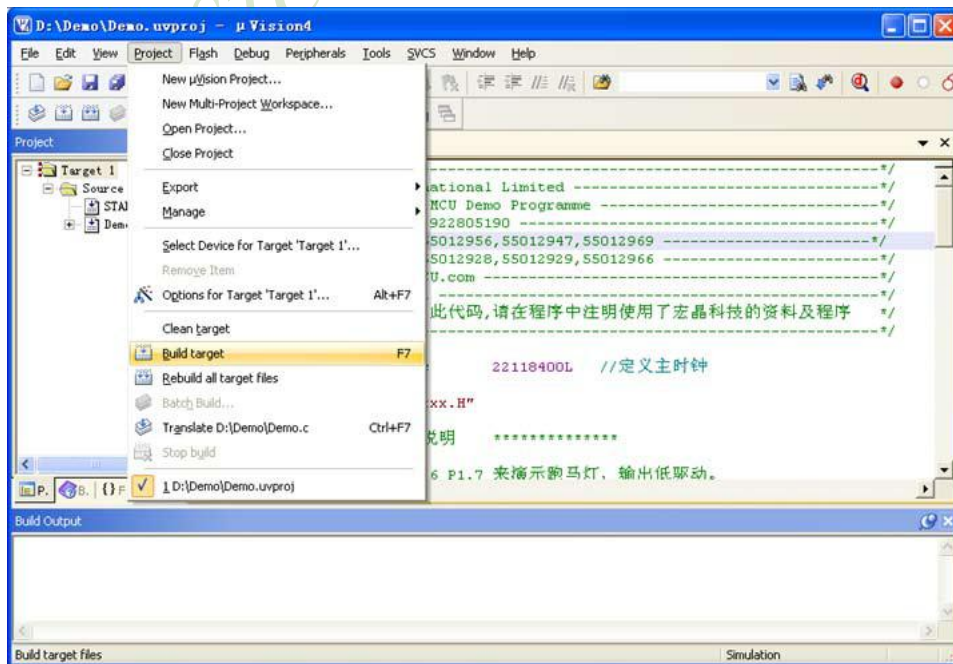 D:\Demo\Demo.uvproj - µVision4
File Edit View Project Flash Debug Peripherals Tools SVCS Window Help
New µVision Project...
New Multi-Project Workspace...
Open Project...
Close Project
Export
Manage
Select Device for Target 'Target 1'...
Remove Item
Options for Target 'Target 1'... Alt+F7
Clean target
Build target F7
Rebuild all target files
Batch Build...
Translate D:\Demo\Demo.c Ctrl+F7
Stop build
1 D:\Demo\Demo.uvproj
Project
Target 1
Source
STA
Demo
P. B. {} F
----------------------------------------*/
national Limited ------------------------------*/
MCU Demo Programme ---------------------------*/
922805190 ------------------------------------*/
55012956,55012947,55012969 --------------------*/
55012928,55012929,55012966 --------------------*/
U.com ----------------------------------------*/
----------------------------------------*/
此代码,请在程序中注明使用了宏晶科技的资料及程序 */
----------------------------------------*/
22118400L //定义主时钟
xx.H"
说明 **************
6 P1.7 来演示跑马灯, 输出低驱动。
Build Output
Build target files Simulation